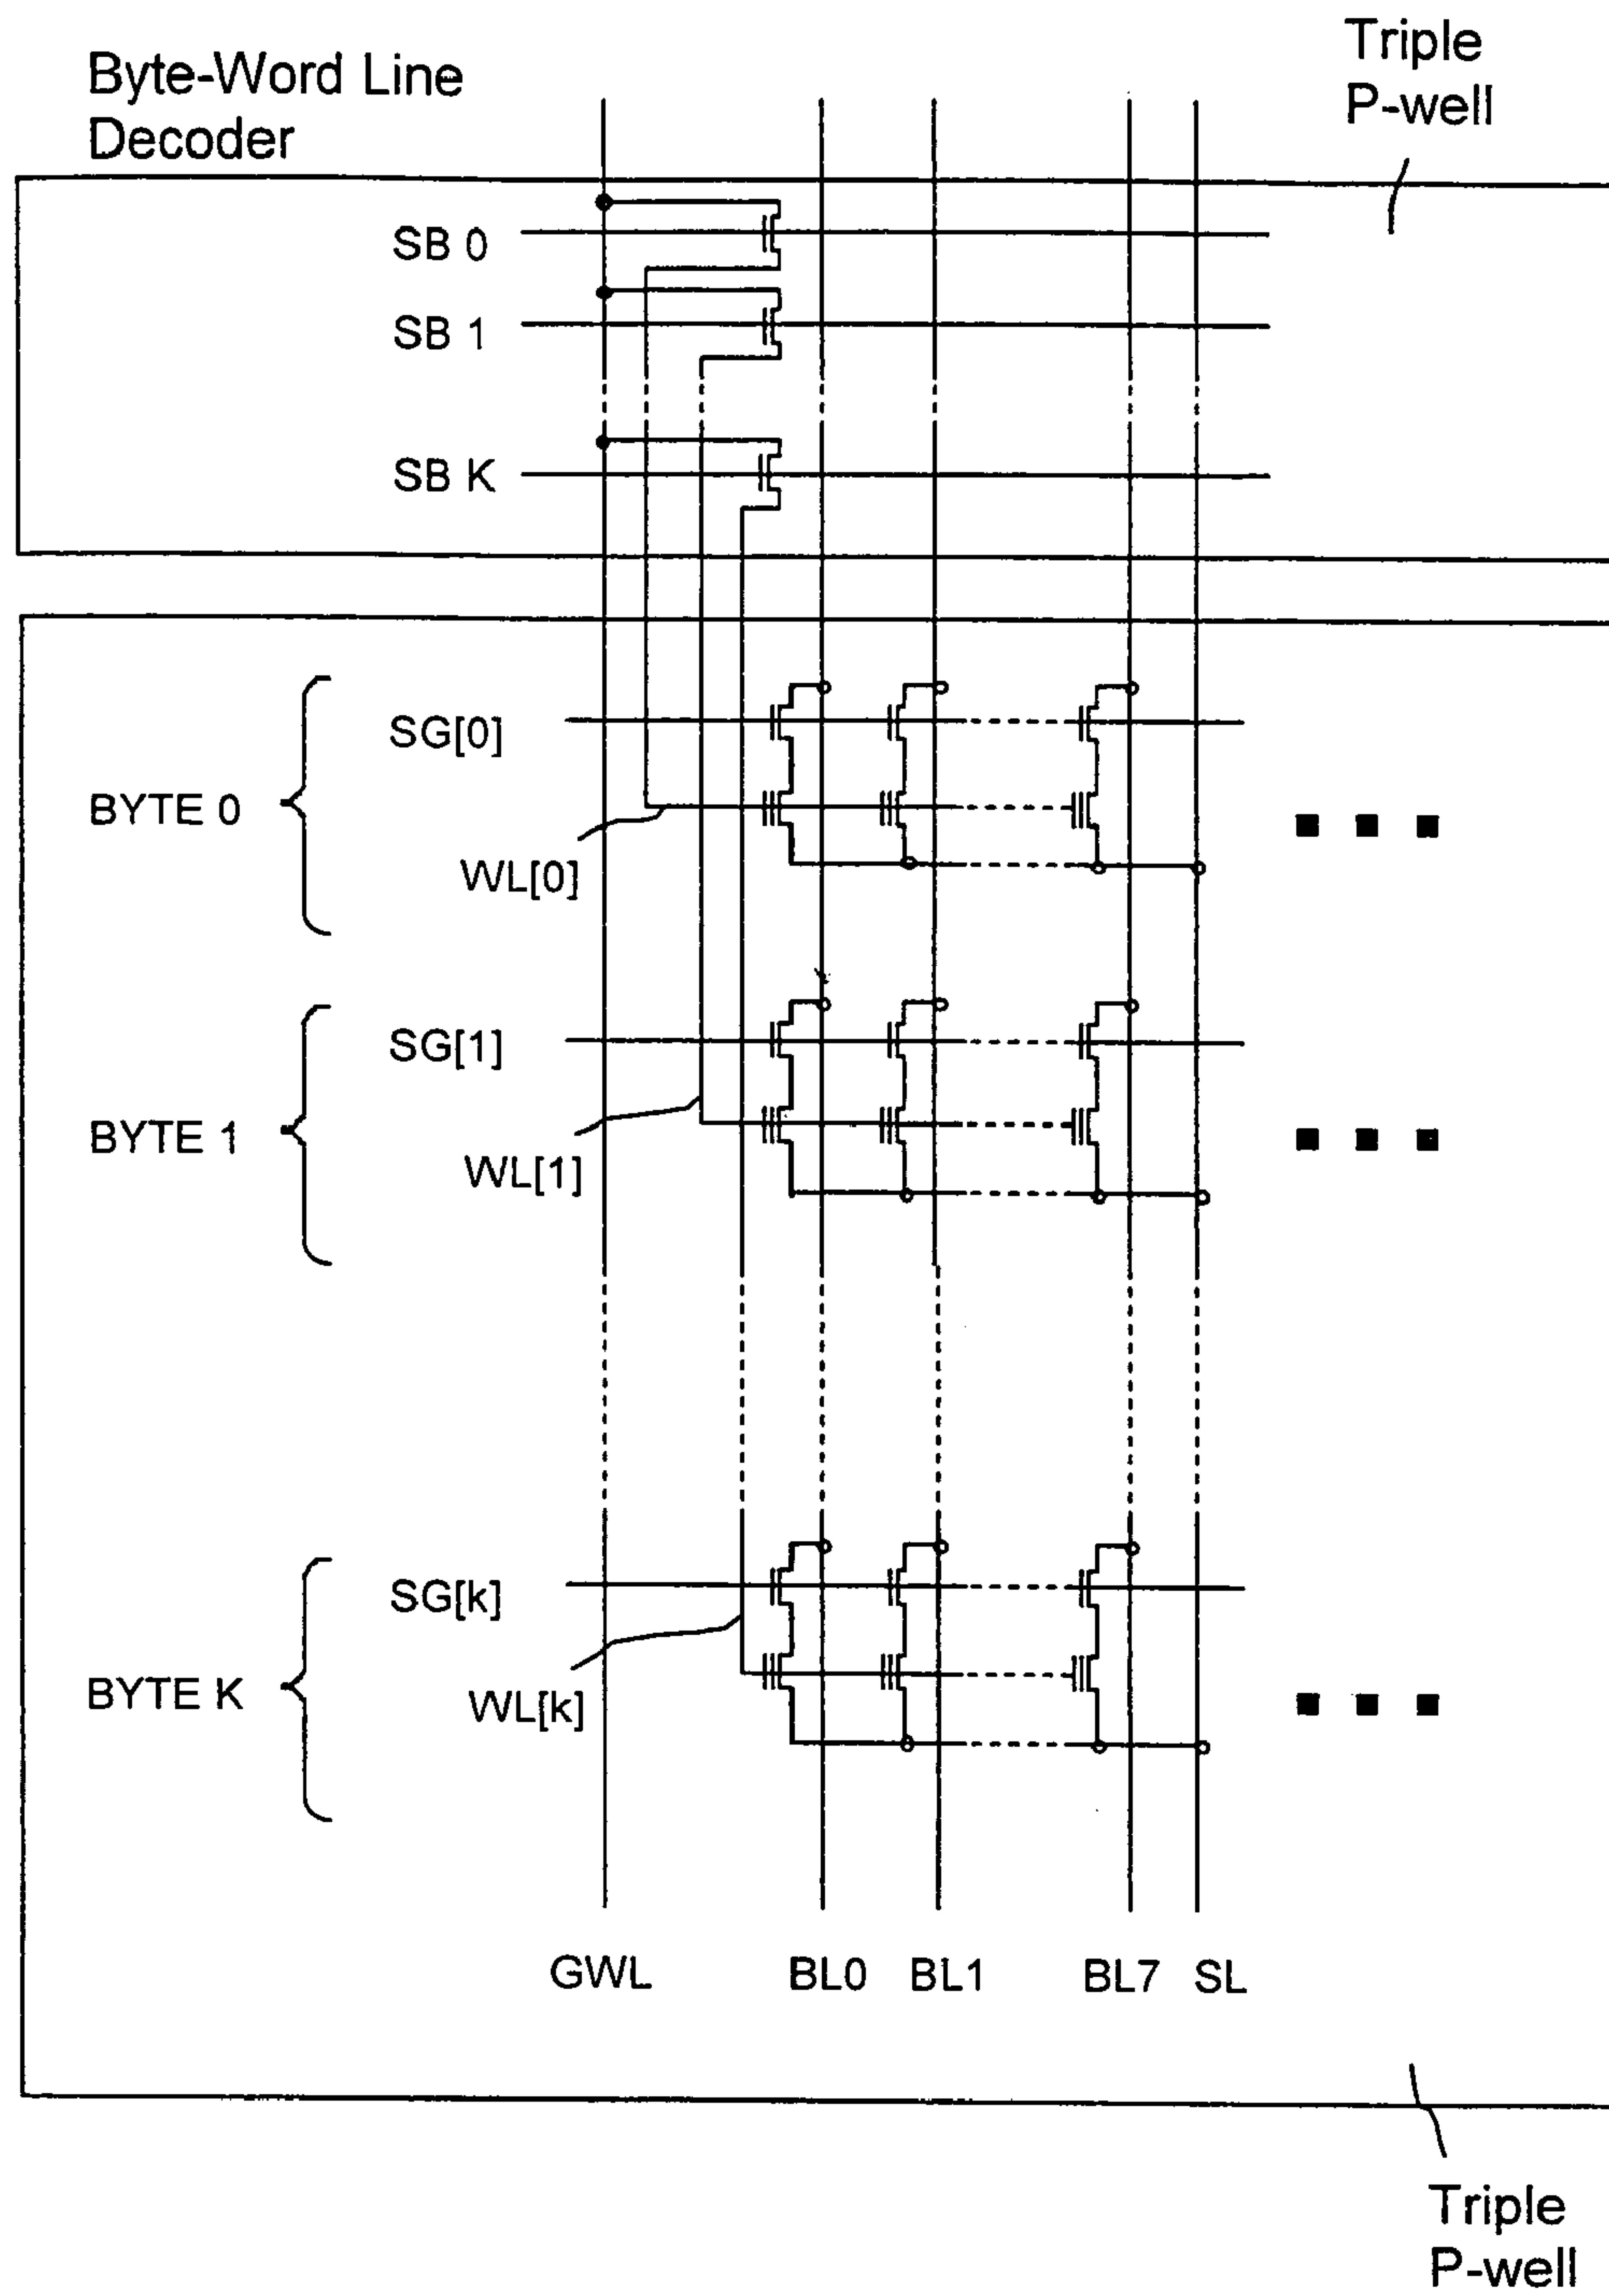 Byte-Word Line
Decoder
Triple
P-well
SB 0
SB 1
SB K
BYTE 0
SG[0]
WL[0]
BYTE 1
SG[1]
WL[1]
BYTE K
SG[k]
WL[k]
GWL
BL0
BL1
BL7
SL
Triple
P-well